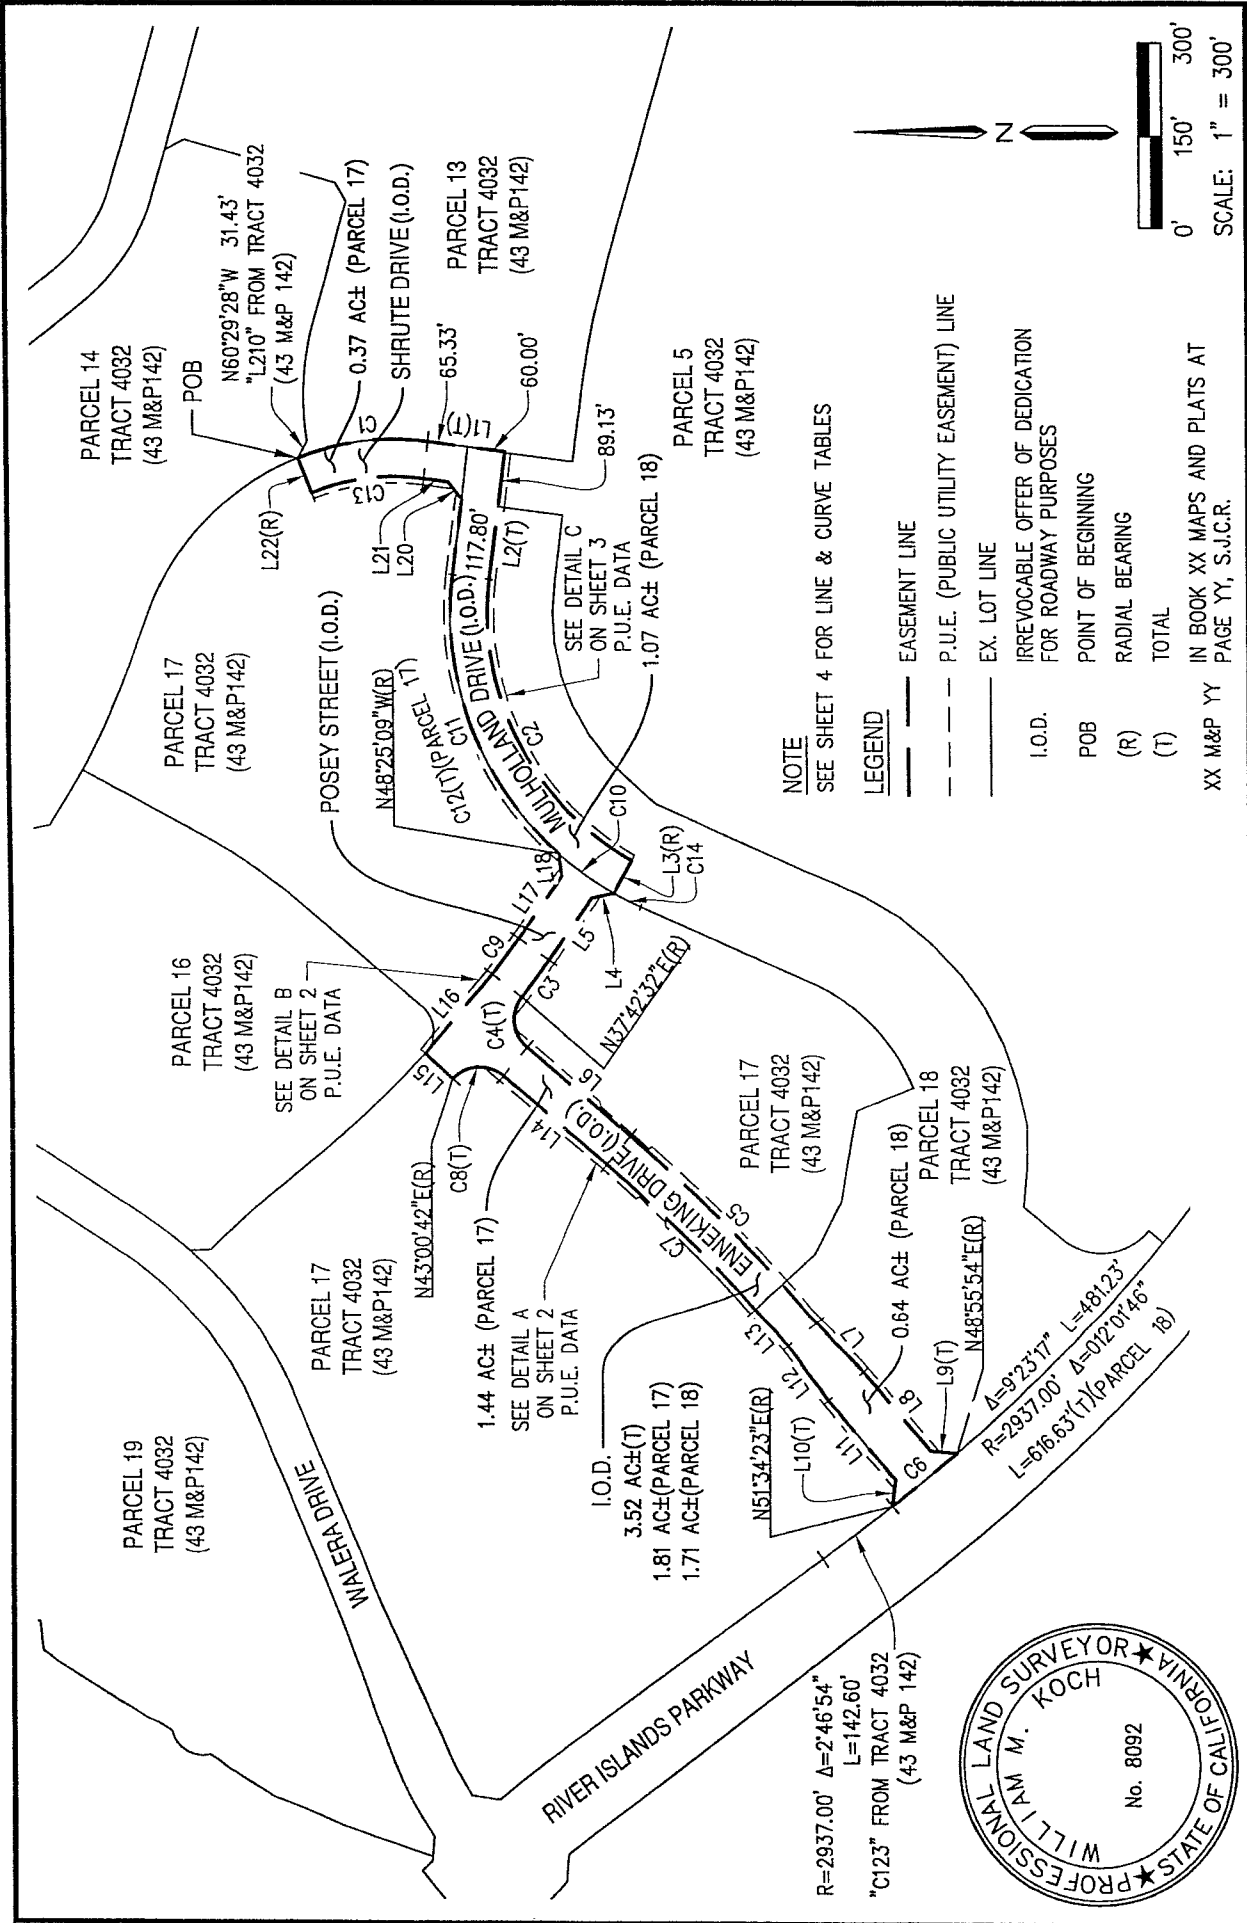 PARCEL 14
TRACT 4032
(43 M&P142)
POB
N60°29'28"W 31.43'
"L210" FROM TRACT 4032
(43 M&P 142)
0.37 AC± (PARCEL 17)
SHRUTE DRIVE (I.O.D.)
PARCEL 13
TRACT 4032
(43 M&P142)
L22(R)
C13
C1
65.33'
L1(T)
60.00'
L21
L20
89.13'
PARCEL 5
TRACT 4032
(43 M&P142)
117.80'
L2(T)
SEE DETAIL C
ON SHEET 3
P.U.E. DATA
1.07 AC± (PARCEL 18)
PARCEL 17
TRACT 4032
(43 M&P142)
POSEY STREET (I.O.D.)
N48°25'09"W(R)
C12(T)(PARCEL 17)
C11
MULHOLLAND DRIVE (I.O.D.)
C2
C10
L3(R)
C14
L18
L17
C9
L16
L5
L4
C3
C4(T)
N37°42'32"E(R)
PARCEL 16
TRACT 4032
(43 M&P142)
SEE DETAIL B
ON SHEET 2
P.U.E. DATA
L15
N43°00'42"E(R)
C8(T)
L14
L6
1.44 AC± (PARCEL 17)
SEE DETAIL A
ON SHEET 2
P.U.E. DATA
ENNEKING DRIVE (I.O.D.)
C7
C5
PARCEL 17
TRACT 4032
(43 M&P142)
PARCEL 17
TRACT 4032
(43 M&P142)
0.64 AC± (PARCEL 18)
PARCEL 18
TRACT 4032
(43 M&P142)
I.O.D.
3.52 AC±(T)
1.81 AC±(PARCEL 17)
1.71 AC±(PARCEL 18)
L13
L12
L11
L7
L8
L9(T)
N48°55'54"E(R)
L10(T)
N51°34'23"E(R)
C6
Δ=9°23'17" L=481.23'
R=2937.00' Δ=012°01'46"
L=616.63'(T)(PARCEL 18)
PARCEL 19
TRACT 4032
(43 M&P142)
WALERA DRIVE
RIVER ISLANDS PARKWAY
R=2937.00' Δ=2°46'54"
L=142.60'
"C123" FROM TRACT 4032
(43 M&P 142)
NOTE
SEE SHEET 4 FOR LINE & CURVE TABLES
LEGEND
EASEMENT LINE
P.U.E. (PUBLIC UTILITY EASEMENT) LINE
EX. LOT LINE
I.O.D. IRREVOCABLE OFFER OF DEDICATION
FOR ROADWAY PURPOSES
POB POINT OF BEGINNING
(R) RADIAL BEARING
(T) TOTAL
XX M&P YY IN BOOK XX MAPS AND PLATS AT
PAGE YY, S.J.C.R.
N
0' 150' 300'
SCALE: 1" = 300'
PROFESSIONAL LAND SURVEYOR
WILLIAM M. KOCH
No. 8092
STATE OF CALIFORNIA